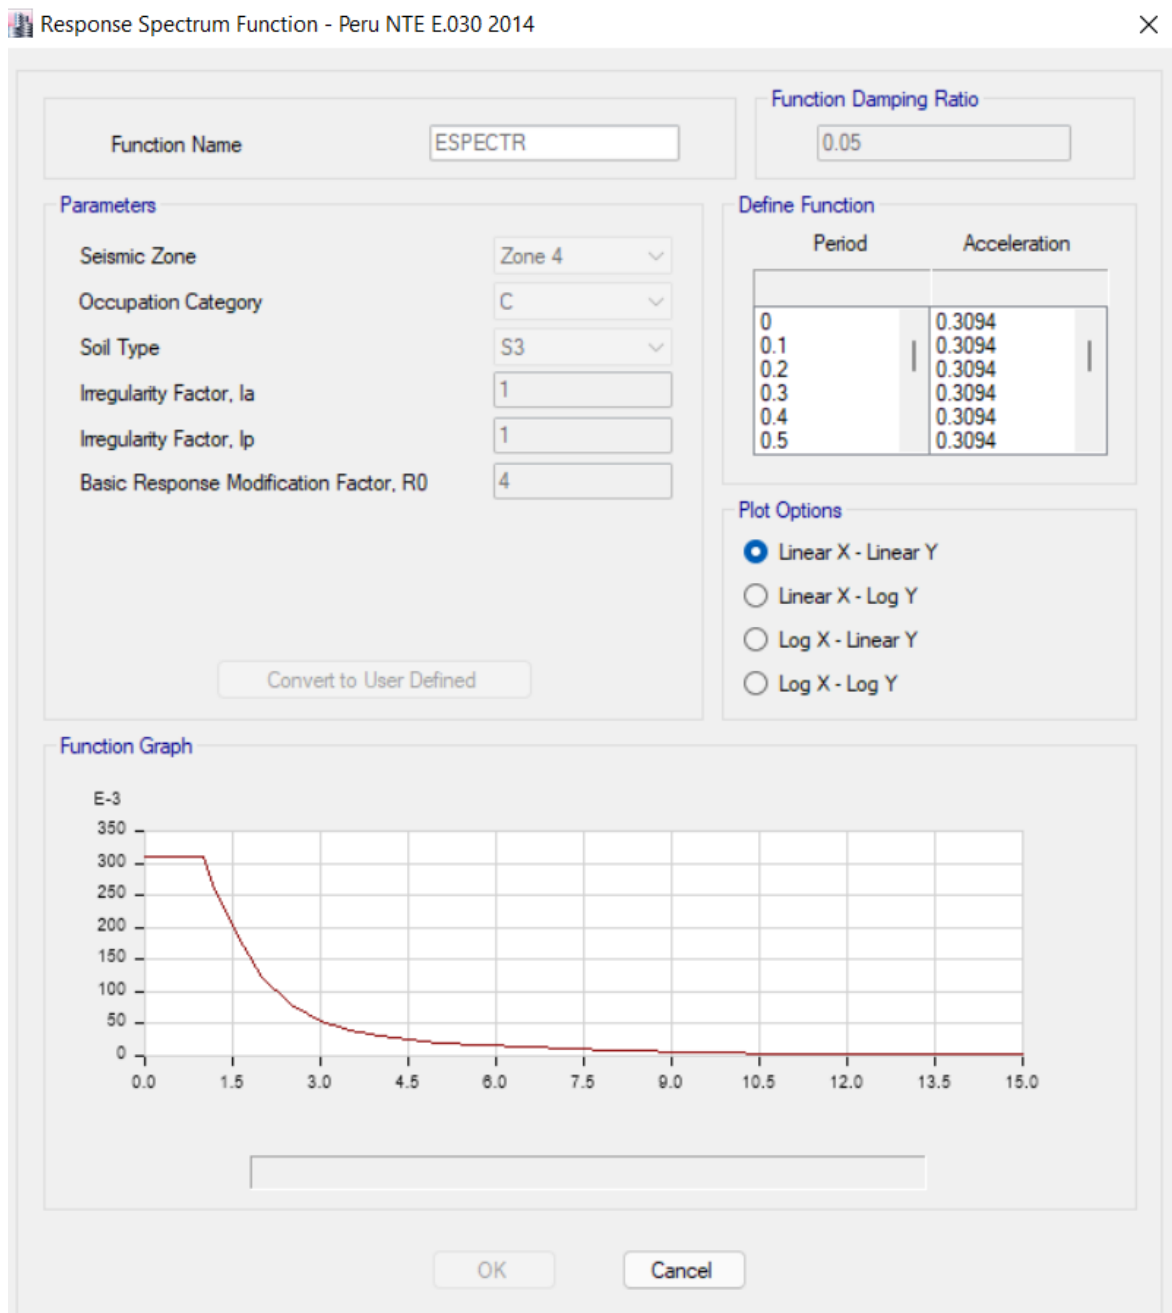 Response Spectrum Function - Peru NTE E.030 2014
Function Name
ESPECTR
Function Damping Ratio
0.05
Parameters
Seismic Zone
Zone 4
Occupation Category
C
Soil Type
S3
Irregularity Factor, Ia
1
Irregularity Factor, Ip
1
Basic Response Modification Factor, R0
4
Convert to User Defined
Define Function
Period Acceleration
0 0.3094
0.1 0.3094
0.2 0.3094
0.3 0.3094
0.4 0.3094
0.5 0.3094
Plot Options
Linear X - Linear Y
Linear X - Log Y
Log X - Linear Y
Log X - Log Y
Function Graph
E-3
350
300
250
200
150
100
50
0
0.0 1.5 3.0 4.5 6.0 7.5 9.0 10.5 12.0 13.5 15.0
OK Cancel